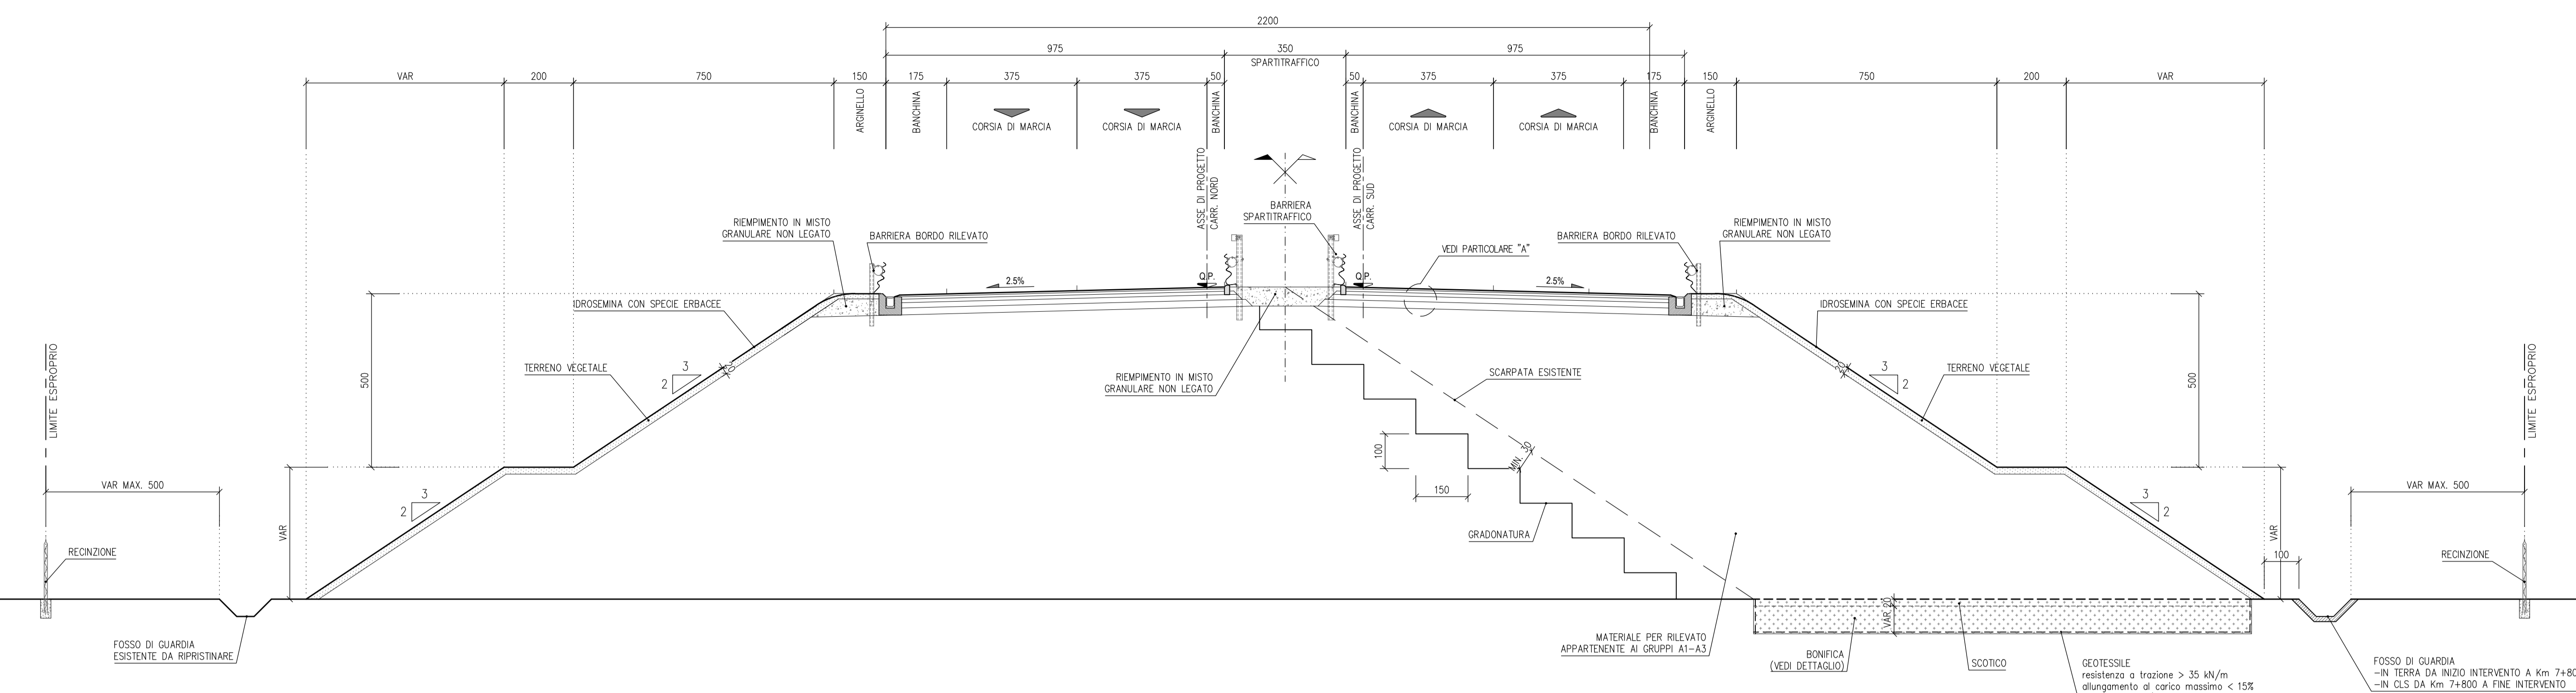 2200
975
350
975
SPARTITRAFFICO
VAR
200
750
150
175
375
375
50
50
375
375
175
150
750
200
VAR
ARGINELLO
BANCHINA
CORSIA DI MARCIA
CORSIA DI MARCIA
BANCHINA
BANCHINA
CORSIA DI MARCIA
CORSIA DI MARCIA
BANCHINA
ARGINELLO
ASSE DI PROGETTO
CARR. NORD
ASSE DI PROGETTO
CARR. SUD
BARRIERA
SPARTITRAFFICO
RIEMPIMENTO IN MISTO
GRANULARE NON LEGATO
BARRIERA BORDO RILEVATO
VEDI PARTICOLARE "A"
BARRIERA BORDO RILEVATO
RIEMPIMENTO IN MISTO
GRANULARE NON LEGATO
Q.P.
Q.P.
2.5%
2.5%
IDROSEMINA CON SPECIE ERBACEE
IDROSEMINA CON SPECIE ERBACEE
LIMITE ESPROPRIO
LIMITE ESPROPRIO
TERRENO VEGETALE
3
2
20
500
RIEMPIMENTO IN MISTO
GRANULARE NON LEGATO
SCARPATA ESISTENTE
20
3
2
TERRENO VEGETALE
500
100
MIN. 30
150
VAR MAX. 500
3
2
VAR
GRADONATURA
3
2
VAR
100
VAR MAX. 500
RECINZIONE
RECINZIONE
VAR 20
FOSSO DI GUARDIA
ESISTENTE DA RIPRISTINARE
MATERIALE PER RILEVATO
APPARTENENTE AI GRUPPI A1-A3
BONIFICA
(VEDI DETTAGLIO)
SCOTICO
GEOTESSILE
resistenza a trazione > 35 kN/m
allungamento al carico massimo < 15%
FOSSO DI GUARDIA
-IN TERRA DA INIZIO INTERVENTO A Km 7+80
-IN CLS DA Km 7+800 A FINE INTERVENTO